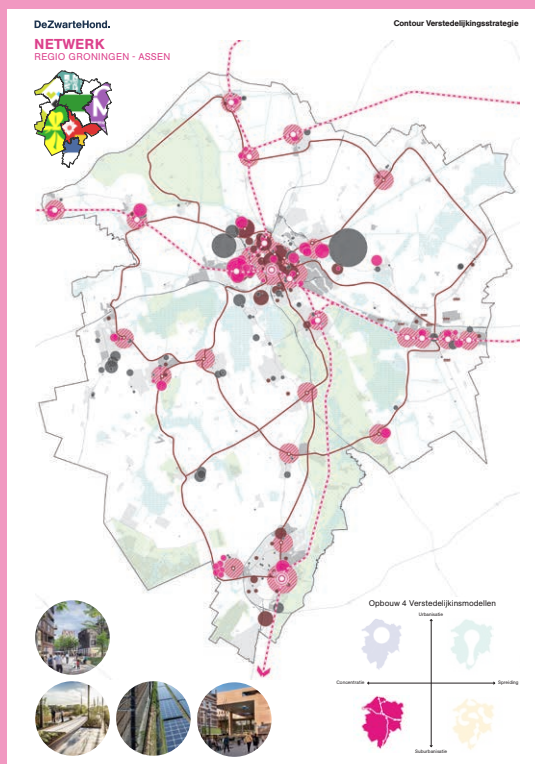 DeZwarteHond.
Contour Verstedelijkingsstrategie
NETWERK
REGIO GRONINGEN - ASSEN
Opbouw 4 Verstedelijkinsmodellen
Urbanisatie
Concentratie
Spreiding
Suburbanisatie